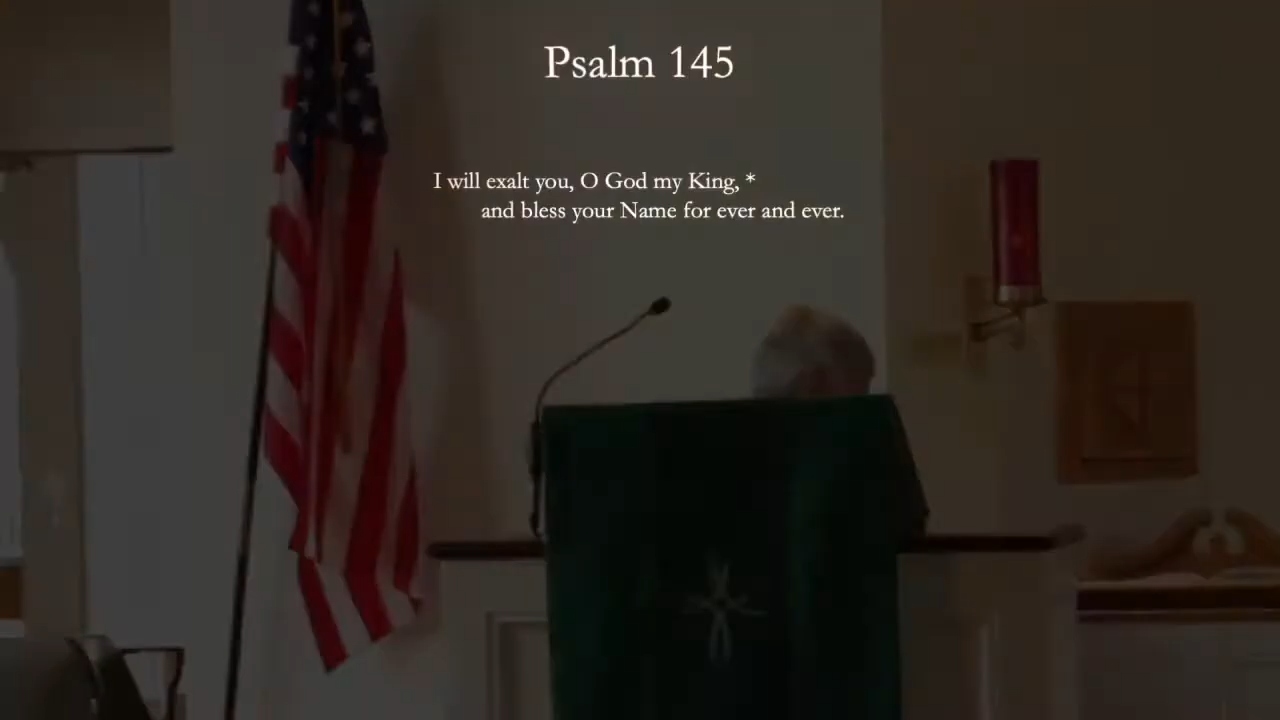 Psalm 145
I will exalt you, O God my King, *
and bless your Name for ever and ever.